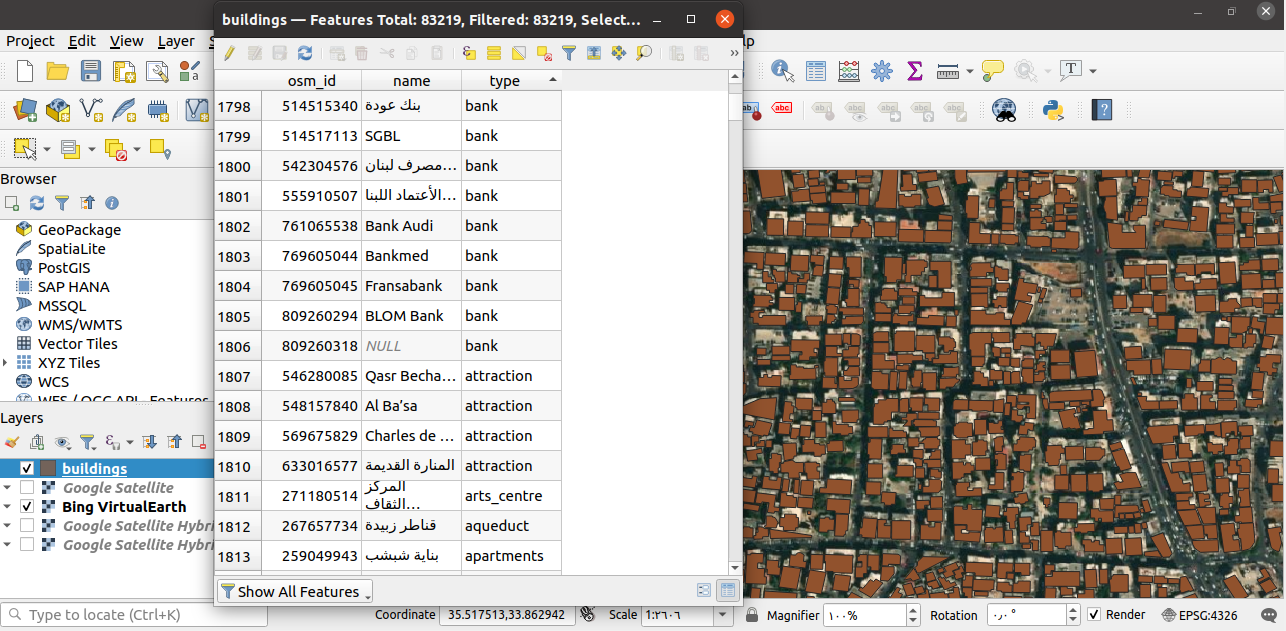 buildings — Features Total: 83219, Filtered: 83219, Select...
Project Edit View Layer
osm_id name type
1798 514515340 بنك عودة bank
1799 514517113 SGBL bank
1800 542304576 مصرف لبنان... bank
1801 555910507 الأعتماد اللبنا... bank
1802 761065538 Bank Audi bank
1803 769605044 Bankmed bank
1804 769605045 Fransabank bank
1805 809260294 BLOM Bank bank
1806 809260318 NULL bank
1807 546280085 Qasr Becha... attraction
1808 548157840 Al Ba'sa attraction
1809 569675829 Charles de ... attraction
1810 633016577 المنارة القديمة attraction
1811 271180514 المركز الثقاف... arts_centre
1812 267657734 قناطر زبيدة aqueduct
1813 259049943 بناية شبشب apartments
Show All Features
Browser
GeoPackage
SpatiaLite
PostGIS
SAP HANA
MSSQL
WMS/WMTS
Vector Tiles
XYZ Tiles
WCS
WFS / OGC API - Features
Layers
buildings
Google Satellite
Bing VirtualEarth
Google Satellite Hybri
Google Satellite Hybri
abc
Type to locate (Ctrl+K)
Coordinate 35.517513,33.862942 Scale 1:٢٦٠٦ Magnifier ١٠٠% Rotation ٠٫٠ ° Render EPSG:4326